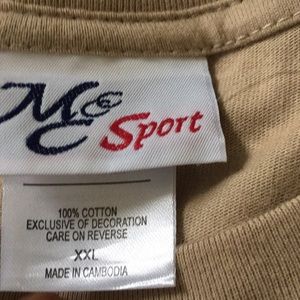 MCC Sport
100% COTTON
EXCLUSIVE OF DECORATION
CARE ON REVERSE
XXL
MADE IN CAMBODIA